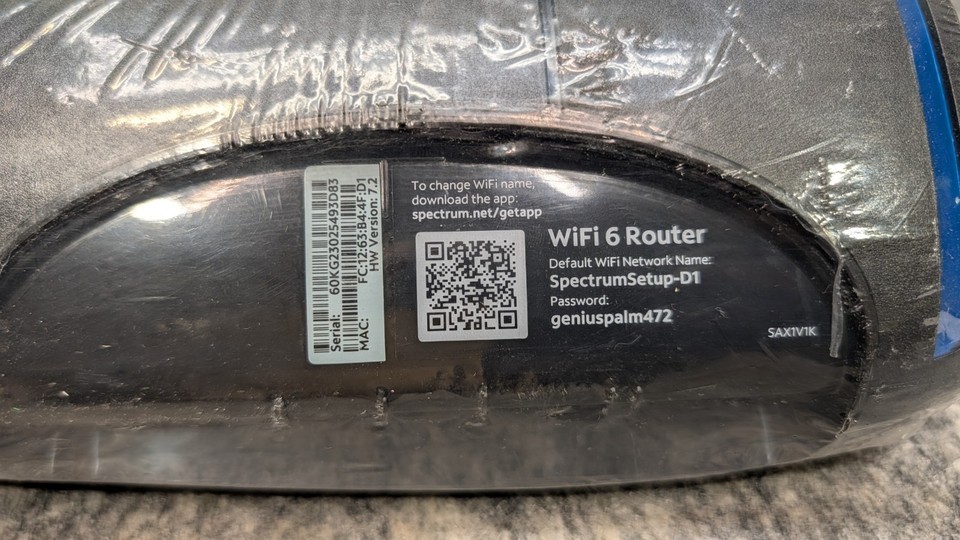 Serial: 60KG23025493D83
MAC: FC:12:63:B4:4F:D1
HW Version: 7.2
To change WiFi name,
download the app:
spectrum.net/getapp
WiFi 6 Router
Default WiFi Network Name:
SpectrumSetup-D1
Password:
geniuspalm472
SAX1V1K